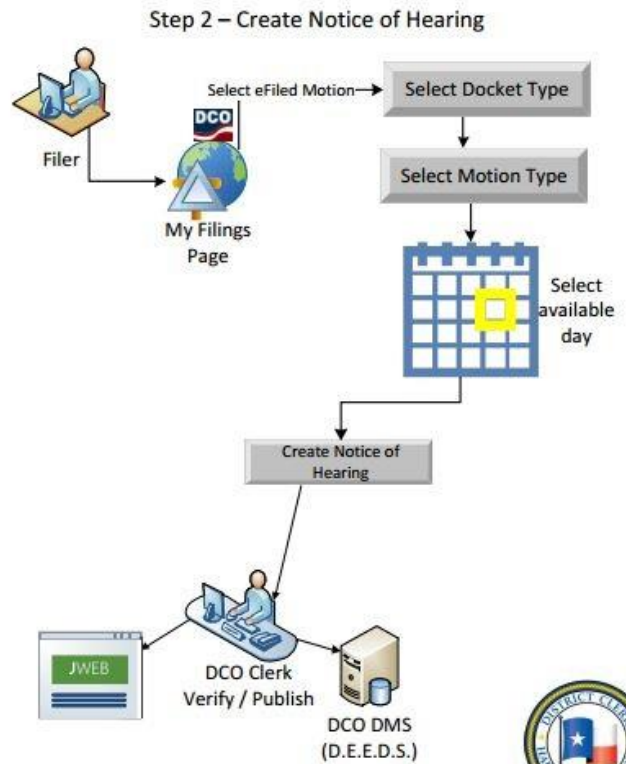 Step 2 – Create Notice of Hearing
Select eFiled Motion
Select Docket Type
DCO
Filer
Select Motion Type
My Filings
Page
Select
available
day
Create Notice of
Hearing
JWEB
DCO Clerk
Verify / Publish
DCO DMS
(D.E.E.D.S.)
DISTRICT CLERK